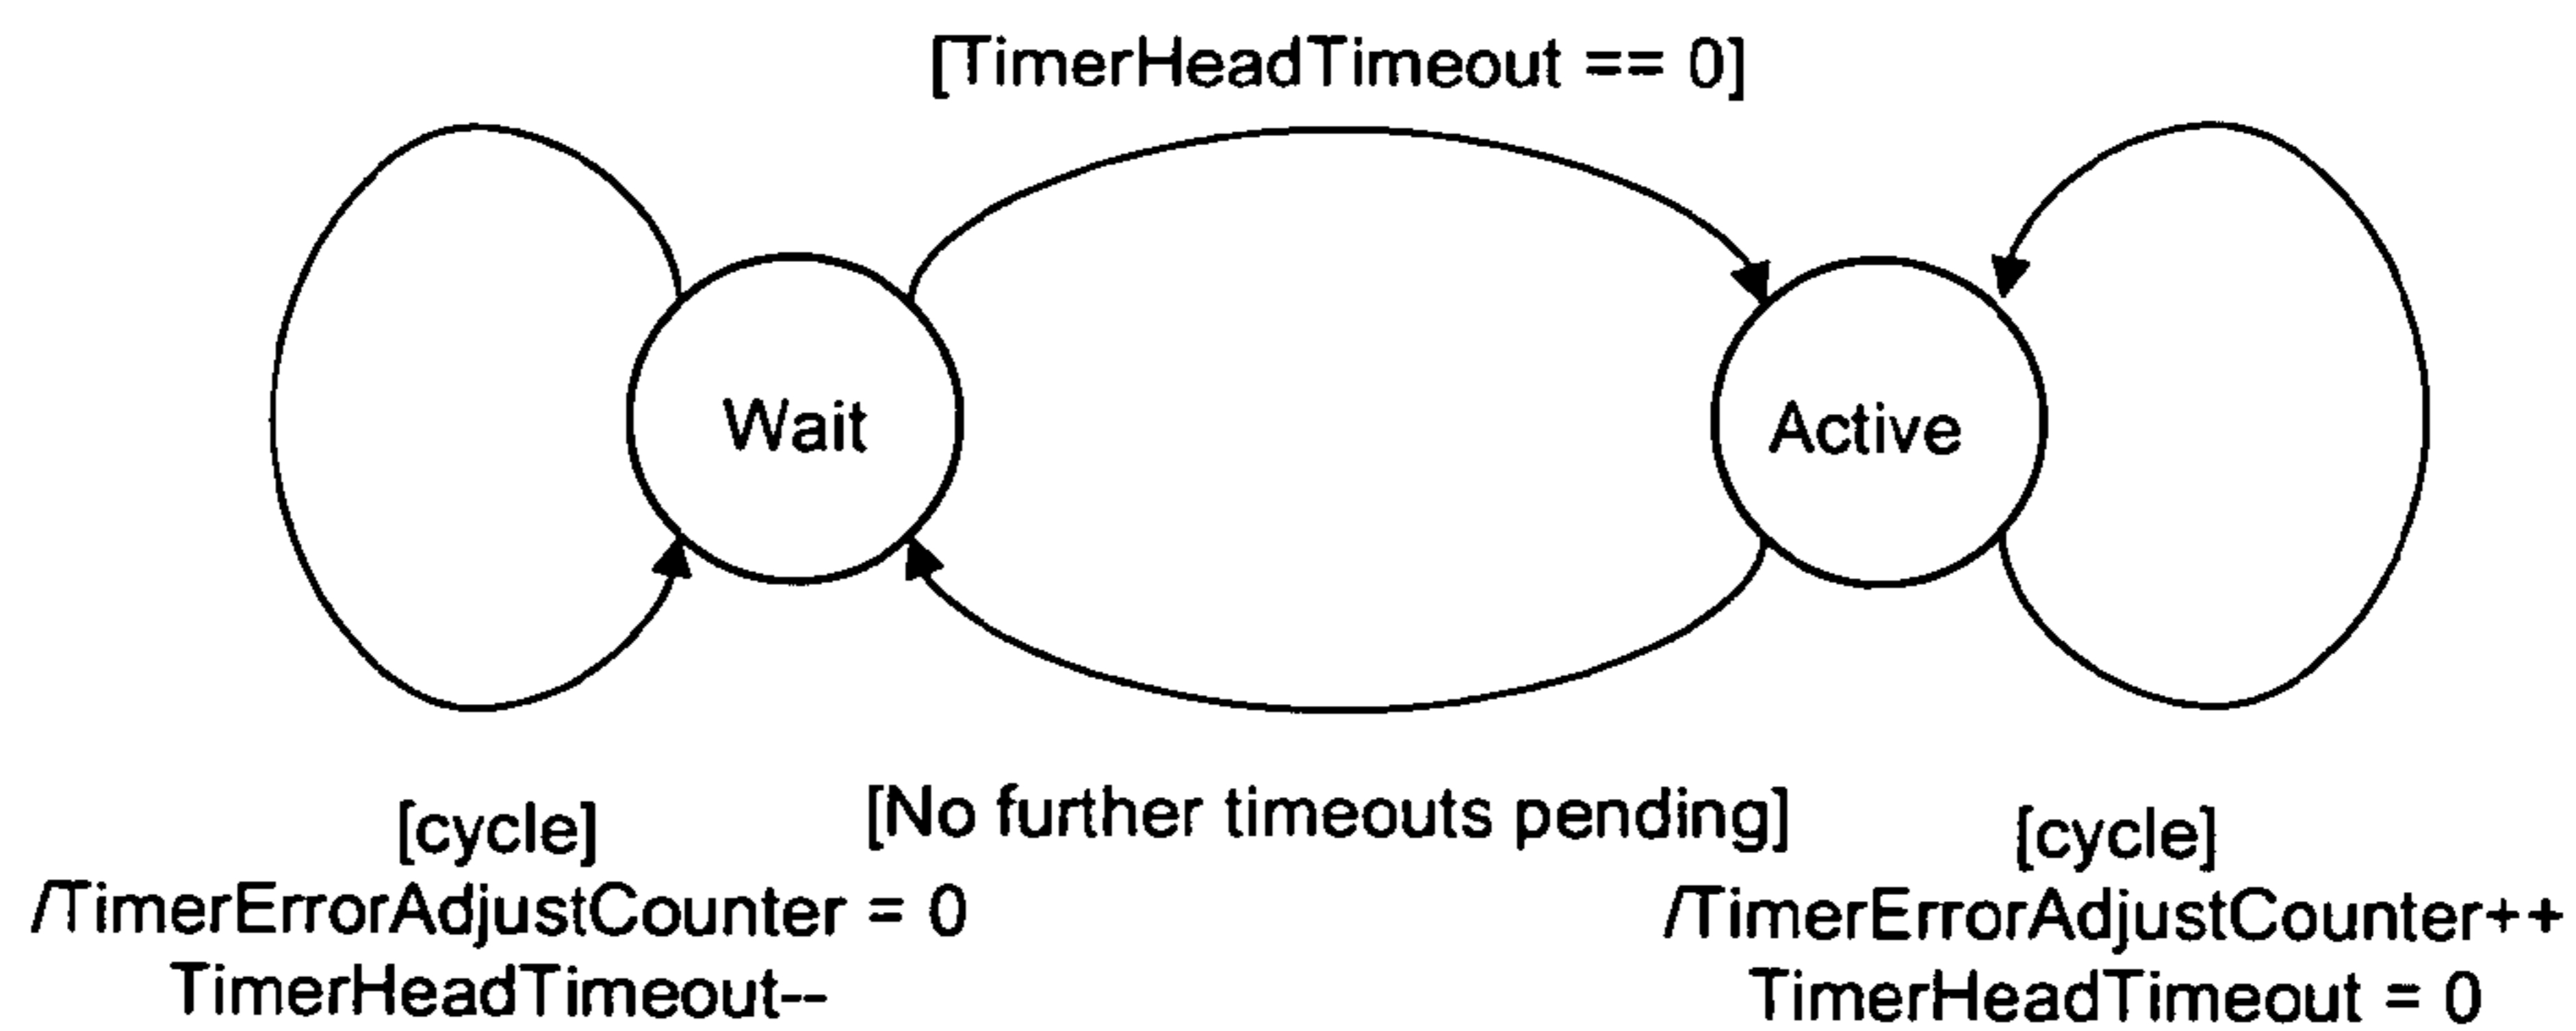 [TimerHeadTimeout == 0]
Wait
Active
[cycle]
/TimerErrorAdjustCounter = 0
TimerHeadTimeout--
[No further timeouts pending]
[cycle]
/TimerErrorAdjustCounter++
TimerHeadTimeout = 0